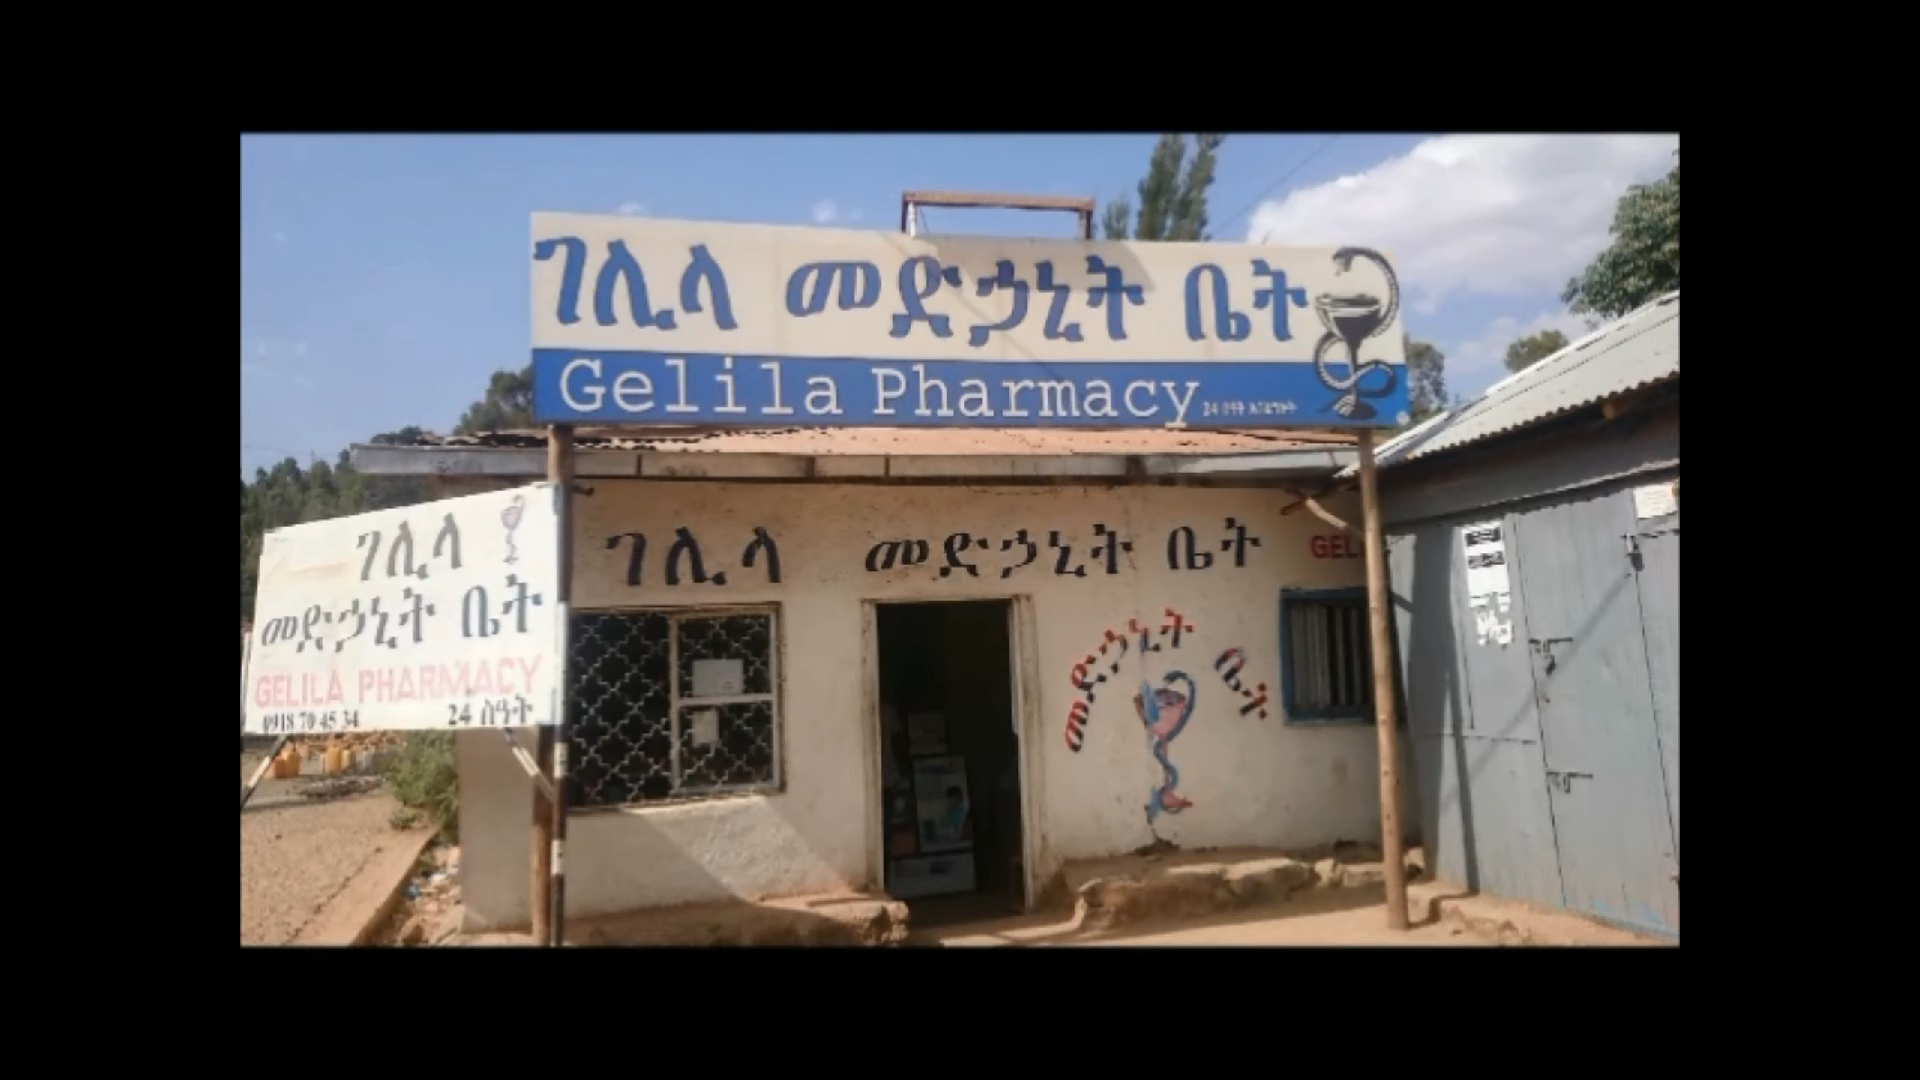 ገሊላ መድኃኒት ቤት
Gelila Pharmacy
24 ሰዓት
ገሊላ
መድኃኒት ቤት
GELILA PHARMACY
0918 70 45 34
24 ሰዓት
ገሊላ መድኃኒት ቤት
GEL
መድኃኒት ቤት